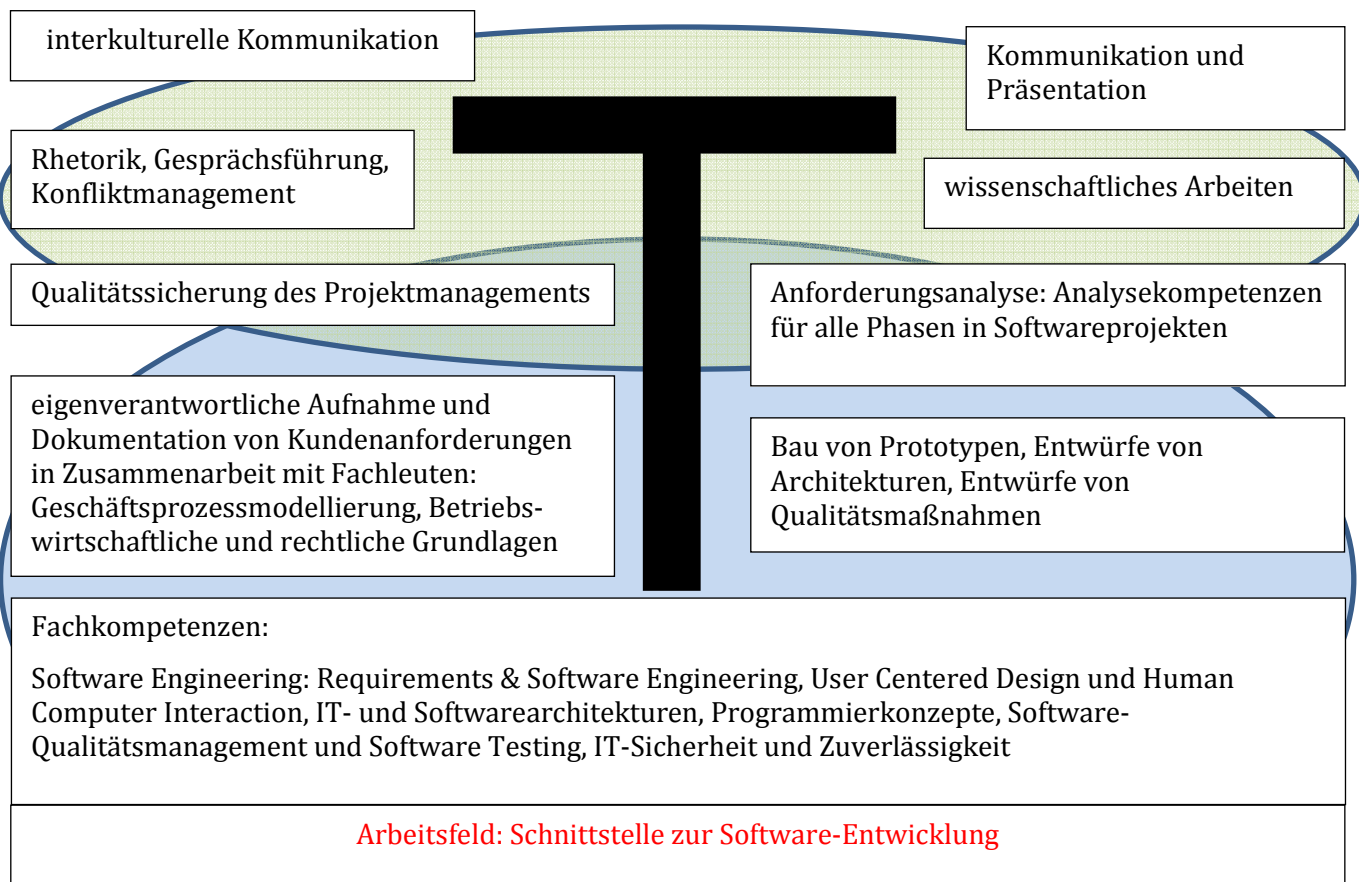 interkulturelle Kommunikation
Kommunikation und
Präsentation
Rhetorik, Gesprächsführung,
Konfliktmanagement
wissenschaftliches Arbeiten
Qualitätssicherung des Projektmanagements
Anforderungsanalyse: Analysekompetenzen
für alle Phasen in Softwareprojekten
eigenverantwortliche Aufnahme und
Dokumentation von Kundenanforderungen
in Zusammenarbeit mit Fachleuten:
Geschäftsprozessmodellierung, Betriebs-
wirtschaftliche und rechtliche Grundlagen
Bau von Prototypen, Entwürfe von
Architekturen, Entwürfe von
Qualitätsmaßnahmen
Fachkompetenzen:
Software Engineering: Requirements & Software Engineering, User Centered Design und Human
Computer Interaction, IT- und Softwarearchitekturen, Programmierkonzepte, Software-
Qualitätsmanagement und Software Testing, IT-Sicherheit und Zuverlässigkeit
Arbeitsfeld: Schnittstelle zur Software-Entwicklung